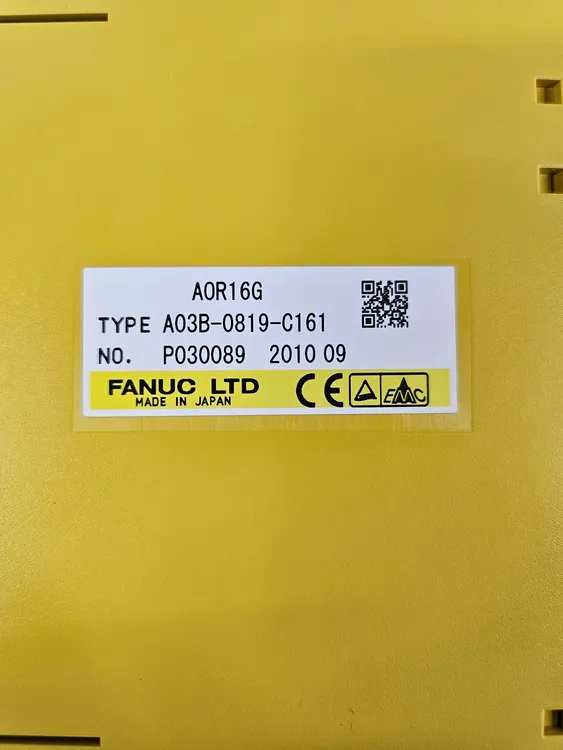 AOR16G
TYPE A03B-0819-C161
NO. P030089 2010 09
FANUC LTD
MADE IN JAPAN
CE
EMC